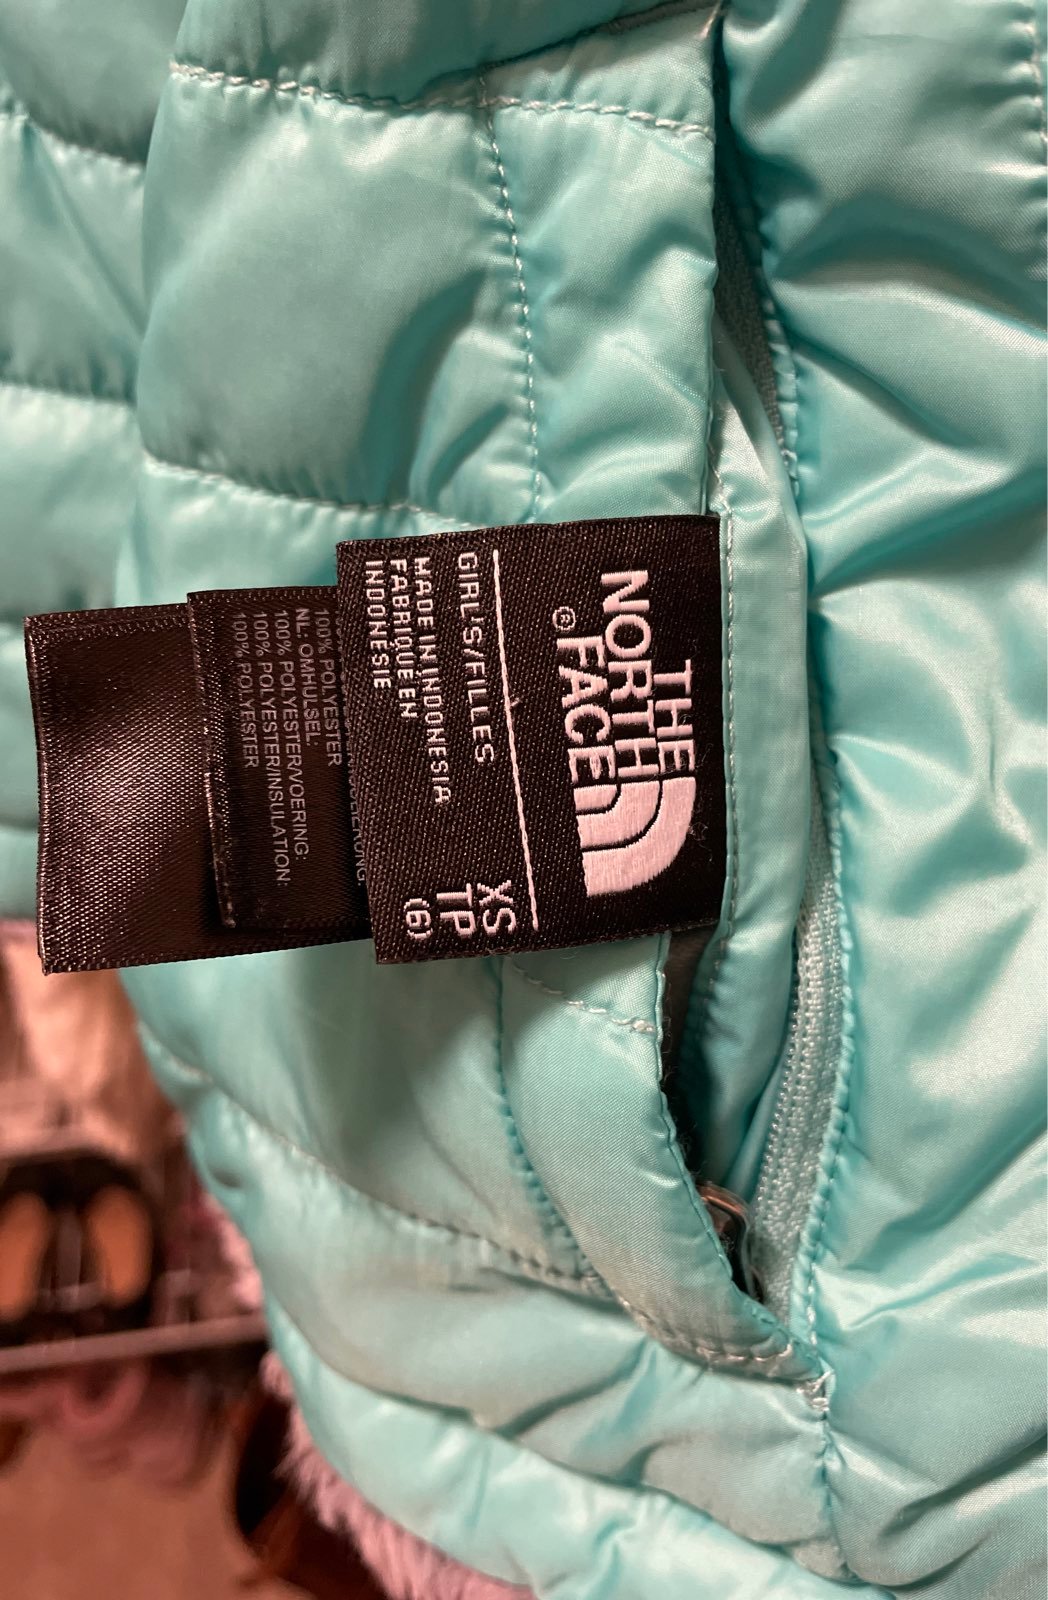 THE
NORTH
FACE
®
GIRL'S/FILLES
XS
TP
(6)
MADE IN INDONESIA
FABRIQUÉ EN
INDONESIE
100% POLYESTER
NL: OMHULSEL:
100% POLYESTER/VOERING:
100% POLYESTER/INSULATION:
100% POLYESTER